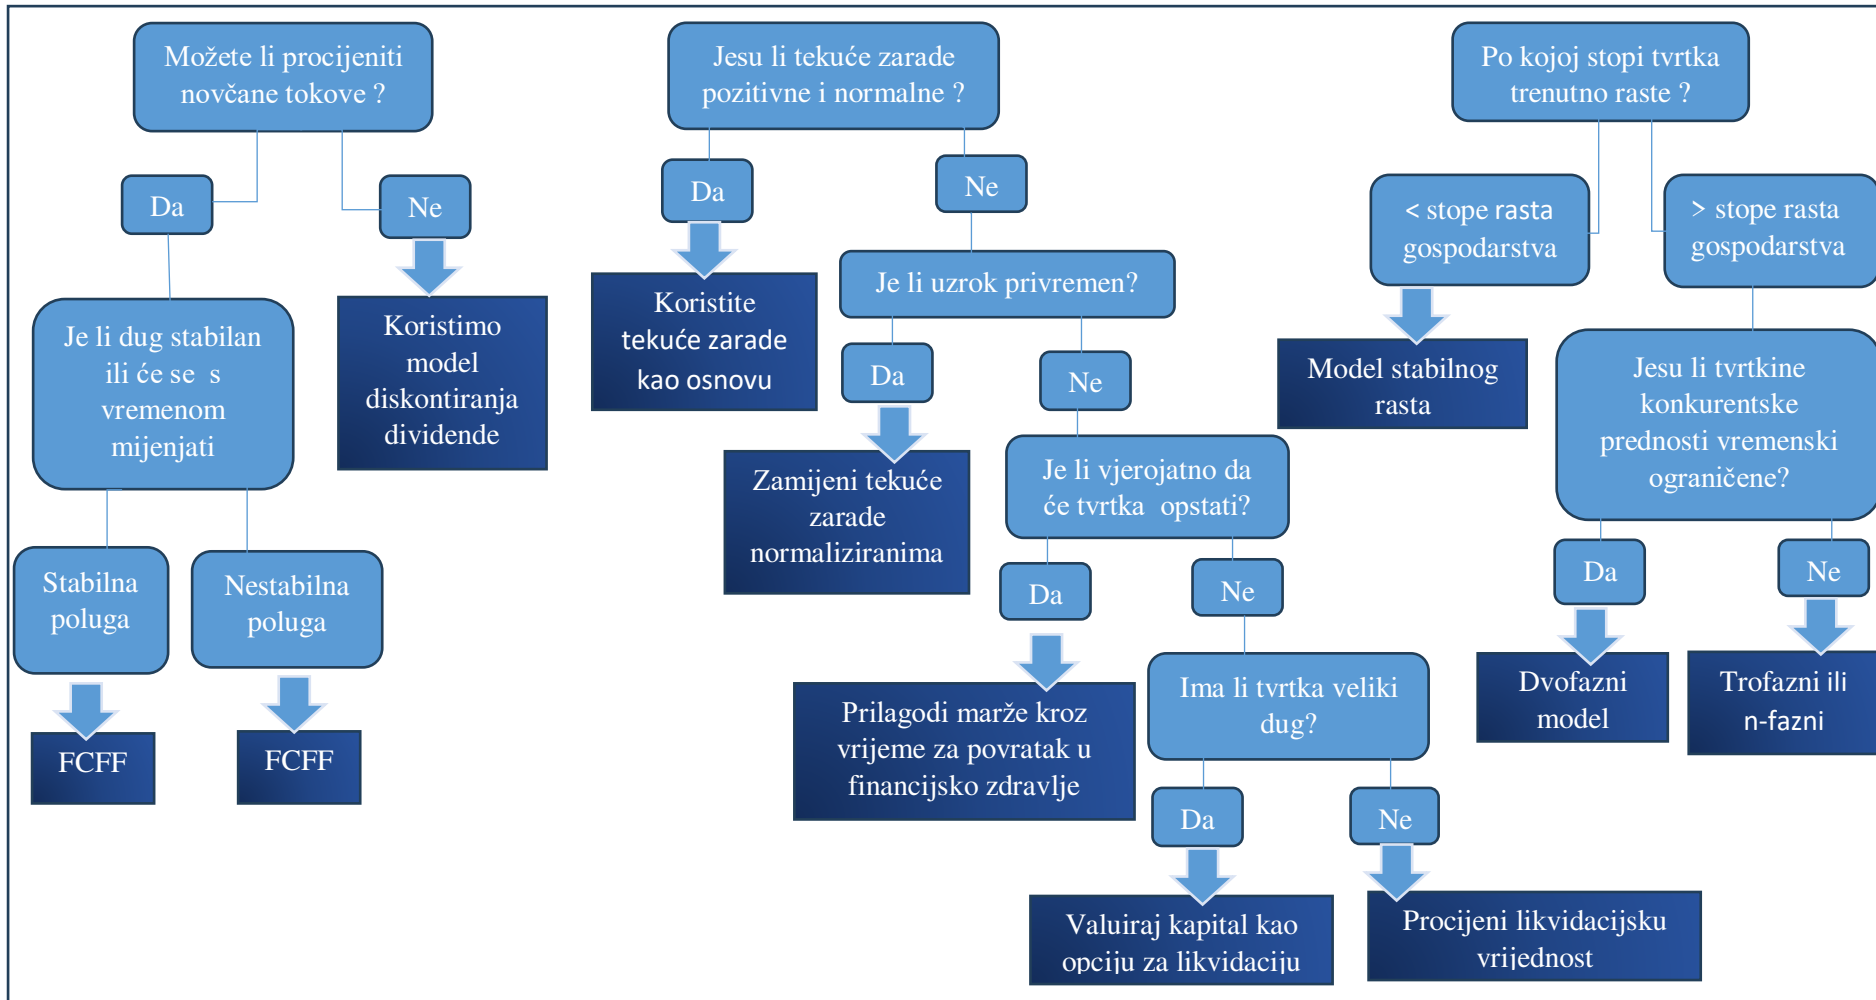 Možete li procijeniti
novčane tokove ?
Da
Ne
Je li dug stabilan
ili će se  s
vremenom
mijenjati
Koristimo
model
diskontiranja
dividende
Stabilna
poluga
Nestabilna
poluga
FCFF
FCFF
Jesu li tekuće zarade
pozitivne i normalne ?
Da
Ne
Koristite
tekuće zarade
kao osnovu
Je li uzrok privremen?
Da
Ne
Zamijeni tekuće
zarade
normaliziranima
Je li vjerojatno da
će tvrtka  opstati?
Da
Ne
Prilagodi marže kroz
vrijeme za povratak u
financijsko zdravlje
Ima li tvrtka veliki
dug?
Da
Ne
Valuiraj kapital kao
opciju za likvidaciju
Procijeni likvidacijsku
vrijednost
Po kojoj stopi tvrtka
trenutno raste ?
< stope rasta
gospodarstva
> stope rasta
gospodarstva
Model stabilnog
rasta
Jesu li tvrtkine
konkurentske
prednosti vremenski
ograničene?
Da
Ne
Dvofazni
model
Trofazni ili
n-fazni